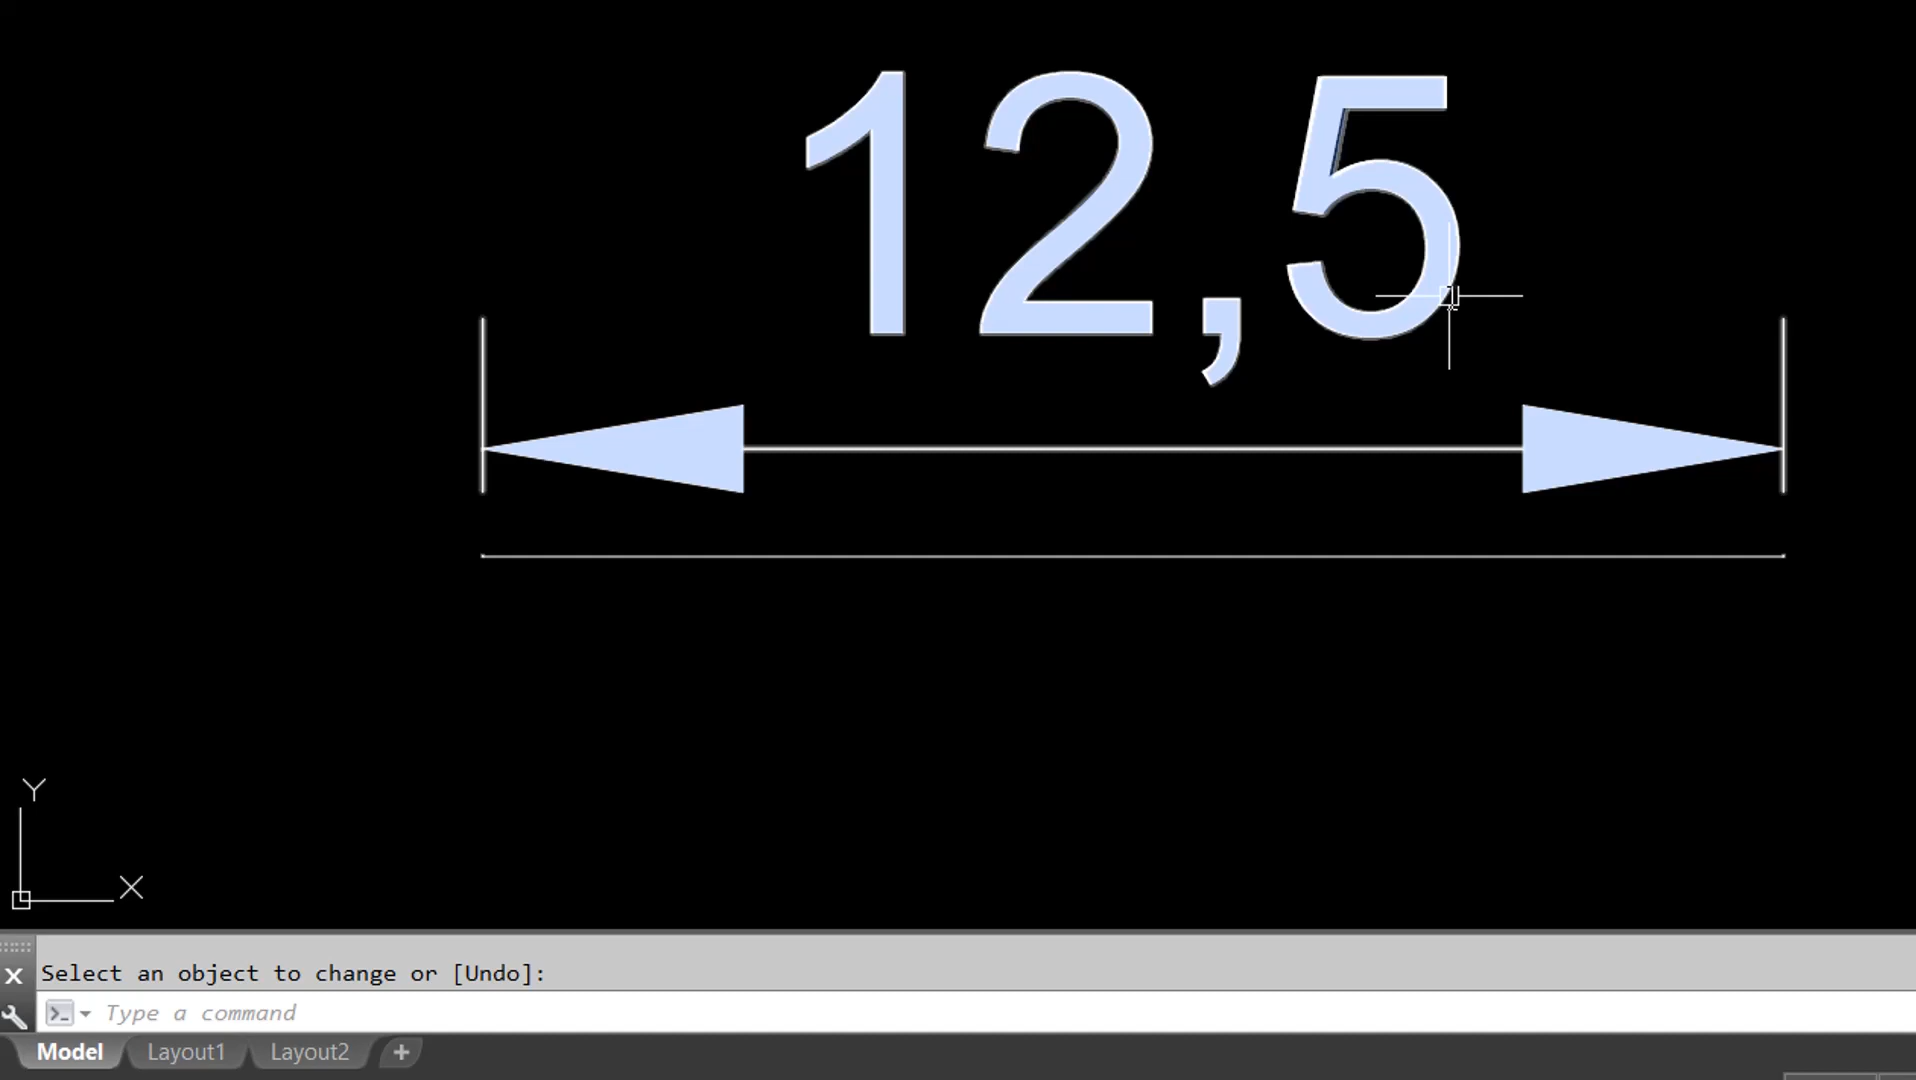 12,5
Y
X
Select an object to change or [Undo]:
Type a command
Model Layout1 Layout2 +